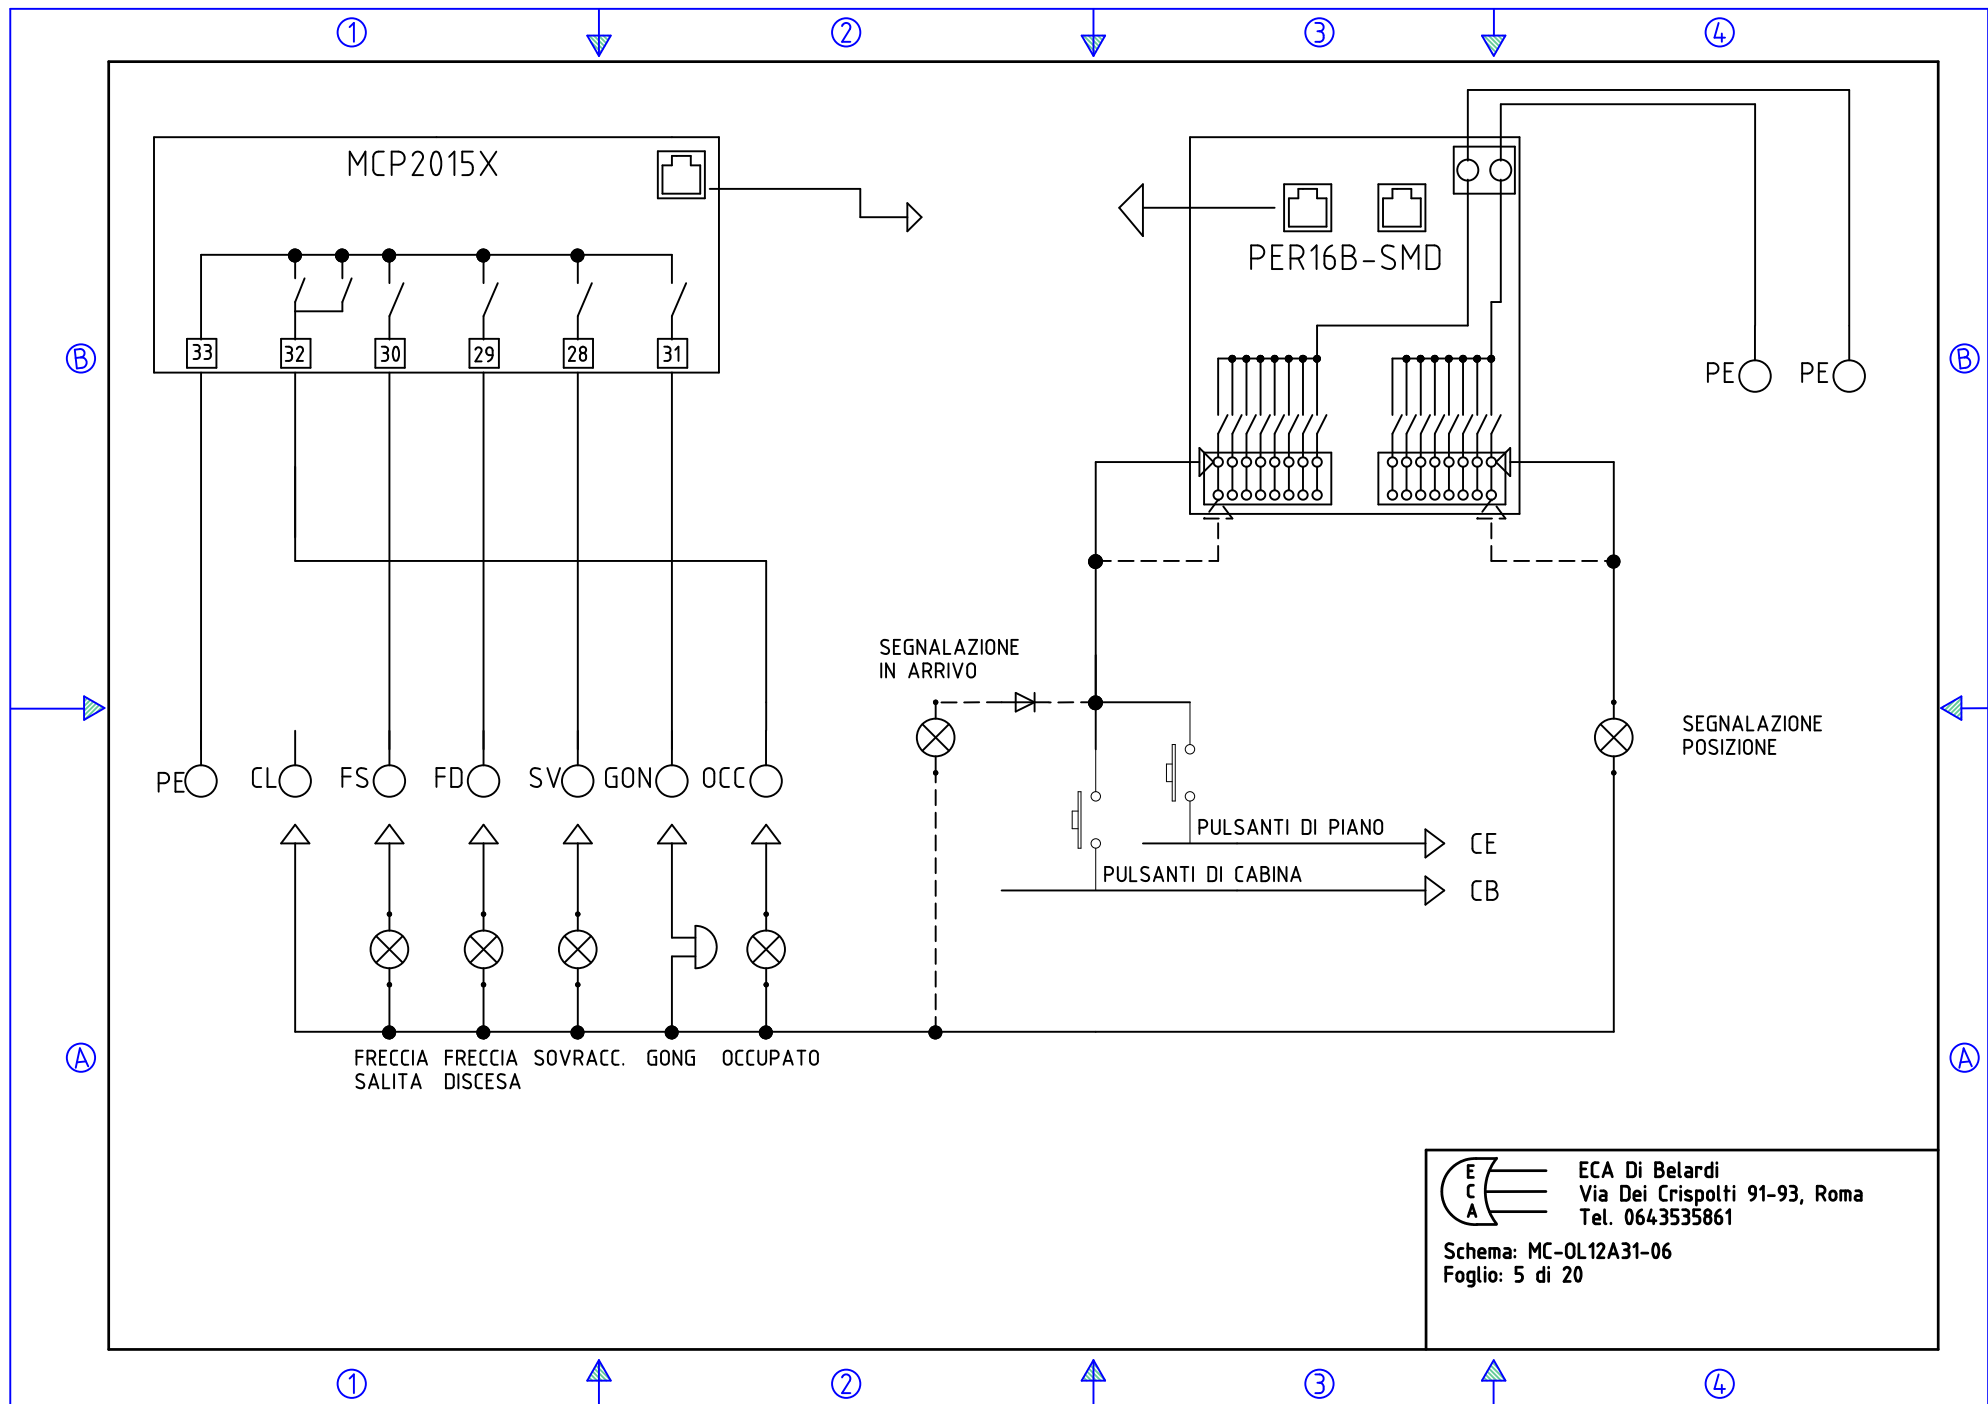 1 2 3 4
MCP2015X
PER16B-SMD
33 32 30 29 28 31
B B
PE PE
SEGNALAZIONE
IN ARRIVO
SEGNALAZIONE
POSIZIONE
PE CL FS FD SV GON OCC
PULSANTI DI PIANO CE
PULSANTI DI CABINA CB
A A
FRECCIA
SALITA
FRECCIA
DISCESA
SOVRACC.
GONG
OCCUPATO
E
C
A
ECA Di Belardi
Via Dei Crispolti 91-93, Roma
Tel. 0643535861
Schema: MC-OL12A31-06
Foglio: 5 di 20
1 2 3 4